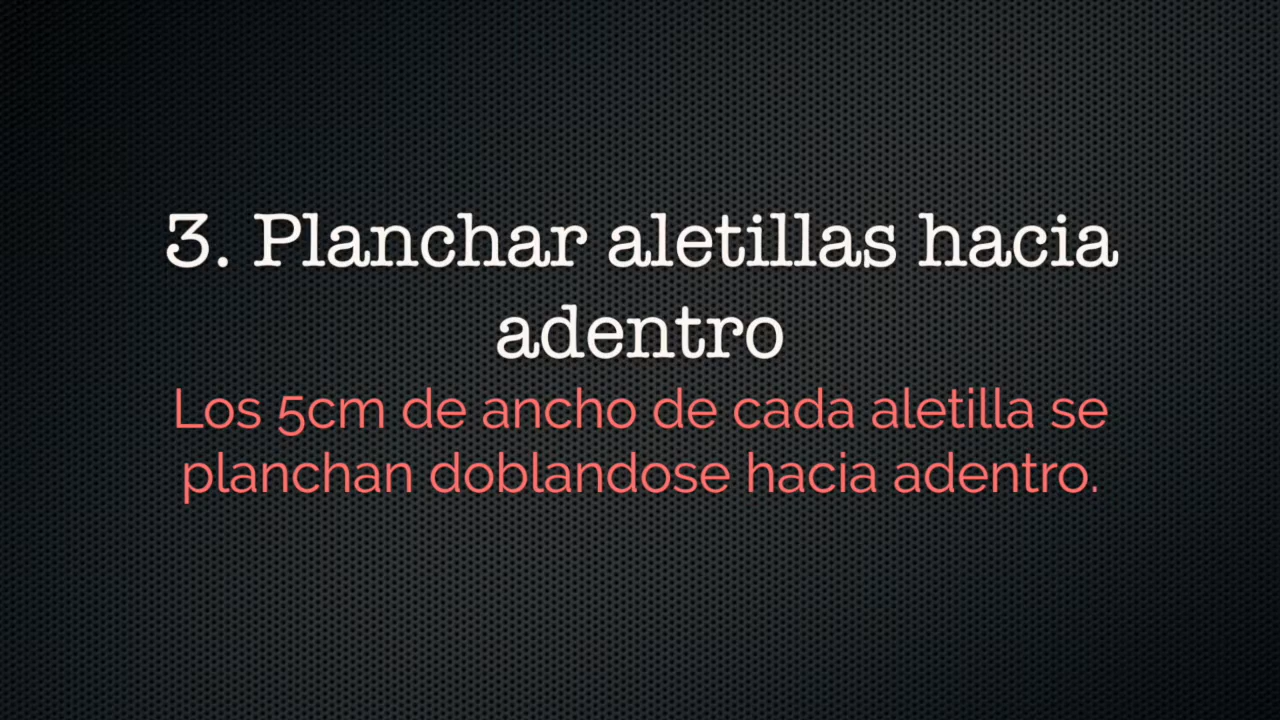 3. Planchar aletillas hacia
adentro
Los 5cm de ancho de cada aletilla se
planchan doblandose hacia adentro.